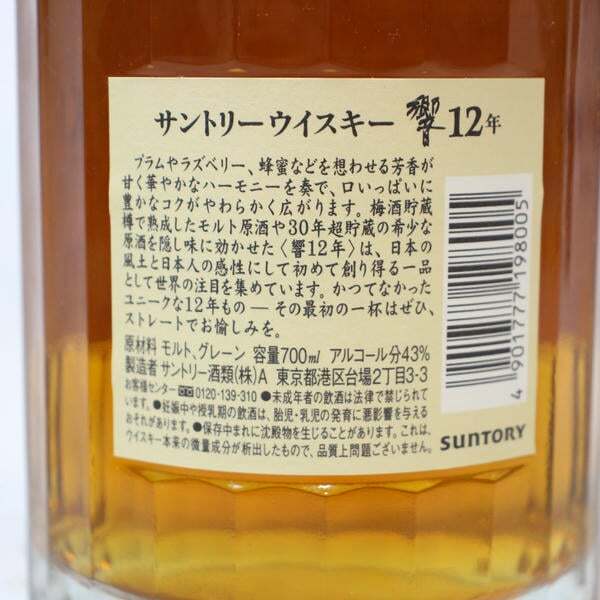 サントリーウイスキー 響12年
プラムやラズベリー、蜂蜜などを想わせる芳香が
甘く華やかなハーモニーを奏で、口いっぱいに
豊かなコクがやわらかく広がります。梅酒貯蔵
樽で熟成したモルト原酒や30年超貯蔵の希少な
原酒を隠し味に効かせた〈響12年〉は、日本の
風土と日本人の感性にして初めて創り得る一品
として世界の注目を集めています。かつてなかった
ユニークな12年もの―その最初の一杯はぜひ、
ストレートでお愉しみを。
原材料 モルト、グレーン 容量700ml アルコール分43%
製造者 サントリー酒類(株)A 東京都港区台場2丁目3-3
お客様センター 0120-139-310 ●未成年者の飲酒は法律で禁じられて
います。●妊娠中や授乳期の飲酒は、胎児・乳児の発育に悪影響を与える
おそれがあります。●保存中まれに沈殿物を生じることがあります。これは、
ウイスキー本来の微量成分が析出したもので、品質上問題ございません。
4 901777 198005
SUNTORY